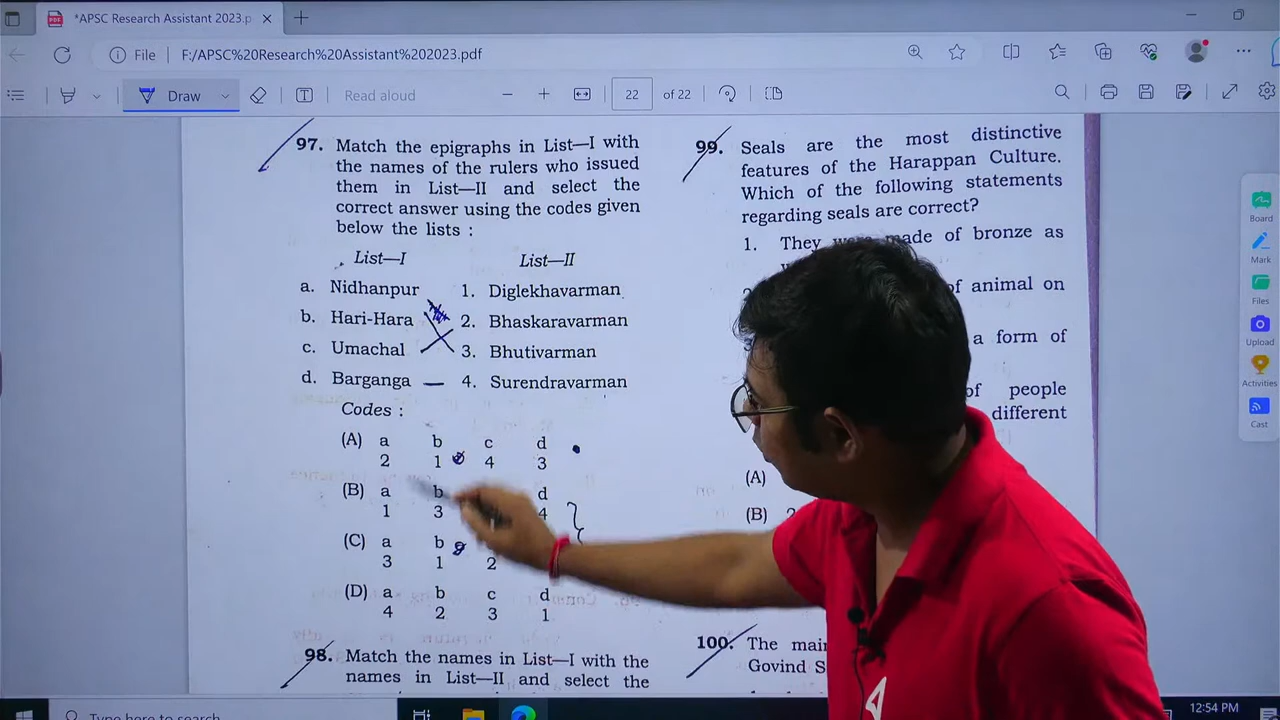 *APSC Research Assistant 2023.p
File F:/APSC%20Research%20Assistant%202023.pdf
Draw Read aloud 22 of 22
97. Match the epigraphs in List—I with
the names of the rulers who issued
them in List—II and select the
correct answer using the codes given
below the lists :
List—I List—II
a. Nidhanpur 1. Diglekhavarman
b. Hari-Hara 2. Bhaskaravarman
c. Umachal 3. Bhutivarman
d. Barganga 4. Surendravarman
Codes :
(A) a b c d
2 1 4 3
(B) a b d
1 3 4
(C) a b
3 1 2
(D) a b c d
4 2 3 1
98. Match the names in List—I with the
names in List—II and select the
99. Seals are the most distinctive
features of the Harappan Culture.
Which of the following statements
regarding seals are correct?
1. They were made of bronze as
of animal on
a form of
of people
different
(A)
(B) 2
100. The main
Govind S
Board
Mark
Files
Upload
Activities
Cast
Type here to search
12:54 PM